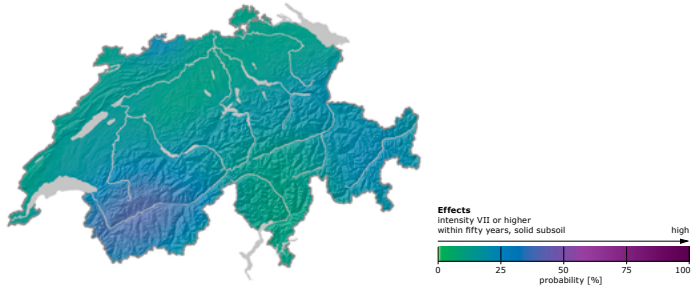 Effects
intensity VII or higher
within fifty years, solid subsoil high
0 25 50 75 100
probability [%]